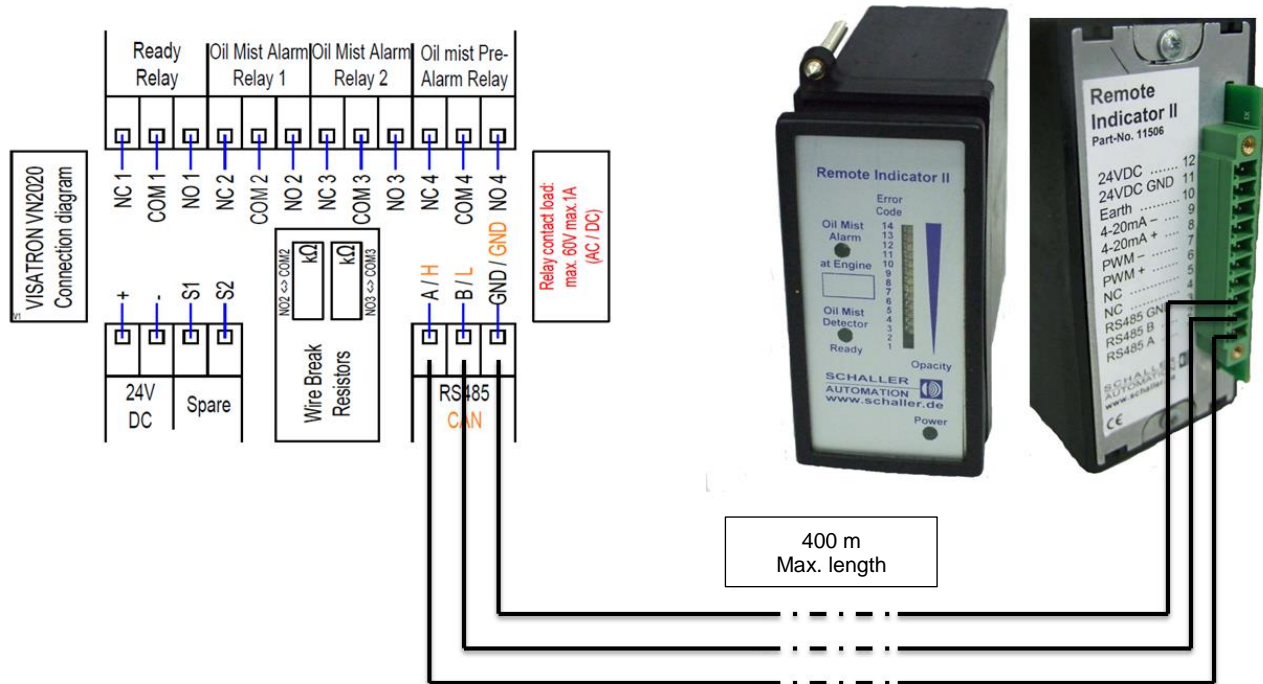 Ready
Relay
Oil Mist Alarm
Relay 1
Oil Mist Alarm
Relay 2
Oil mist Pre-
Alarm Relay
NC 1
COM 1
NO 1
NC 2
COM 2
NO 2
NC 3
COM 3
NO 3
NC 4
COM 4
NO 4
VISATRON VN2020
Connection diagram
V1
+
-
S1
S2
24V
DC
Spare
NO2 <=> COM2
kΩ
kΩ
NO3 <=> COM3
Wire Break
Resistors
A / H
B / L
GND / GND
RS485
CAN
Relay contact load:
max. 60V max.1A
(AC / DC)
Remote Indicator II
Error
Code
Oil Mist
Alarm
at Engine
Oil Mist
Detector
Ready
14
13
12
11
10
9
8
7
6
5
4
3
2
1
Opacity
SCHALLER
AUTOMATION
www.schaller.de
Power
Remote
Indicator II
Part-No. 11506
24VDC ...... 12
24VDC GND 11
Earth ........ 10
4-20mA – ... 9
4-20mA + ... 8
PWM – ....... 7
PWM + ....... 6
NC ........... 5
NC ........... 4
RS485 GND
RS485 B
RS485 A
SCHALLER
AUTOMATION
www.schaller.de
CE
400 m
Max. length